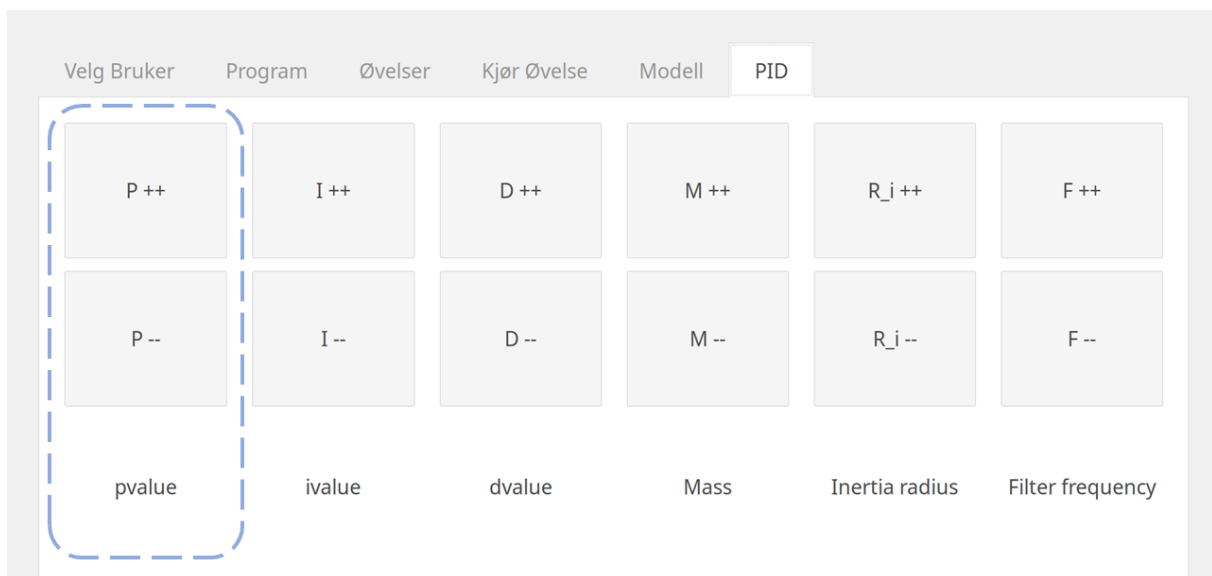 Velg Bruker Program Øvelser Kjør Øvelse Modell PID
P ++ I ++ D ++ M ++ R_i ++ F ++
P -- I -- D -- M -- R_i -- F --
pvalue ivalue dvalue Mass Inertia radius Filter frequency